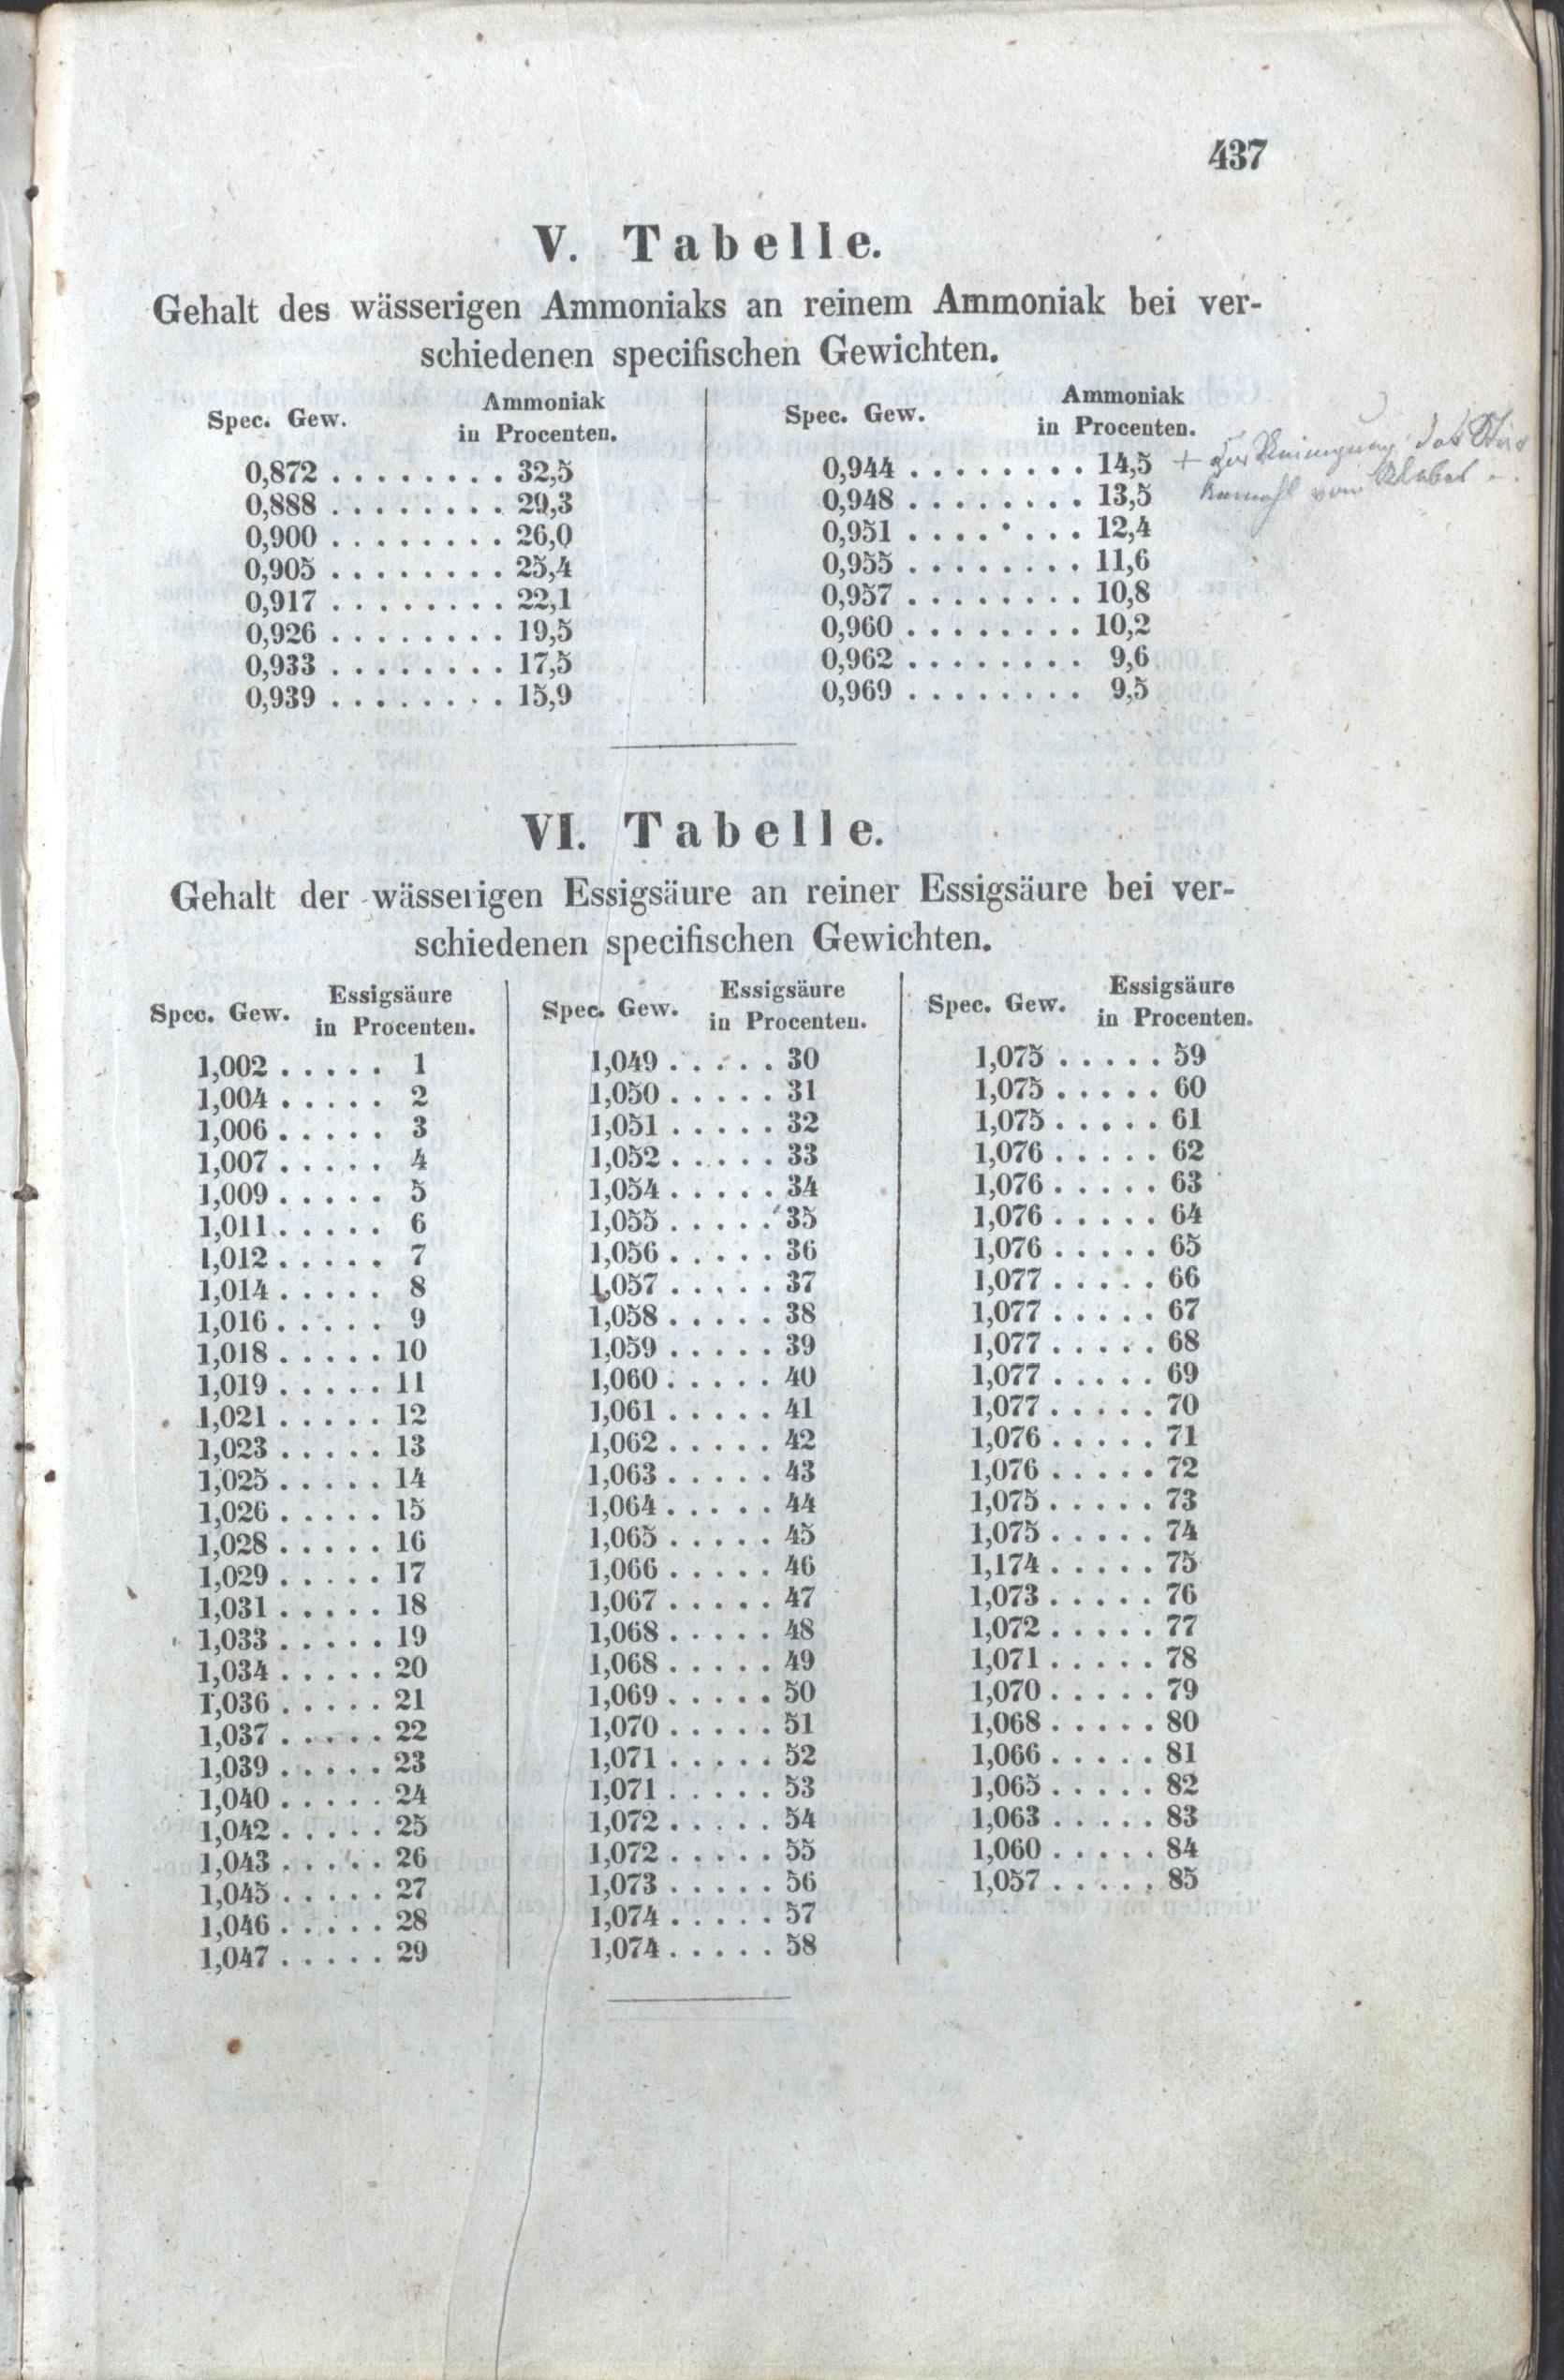 437
V. Tabelle.
Gehalt des wässerigen Ammoniaks an reinem Ammoniak bei ver-
schiedenen specifischen Gewichten.
Spec. Gew. Ammoniak in Procenten.
0,872 . . . . . . . . 32,5
0,888 . . . . . . . . 29,3
0,900 . . . . . . . . 26,0
0,905 . . . . . . . . 25,4
0,917 . . . . . . . . 22,1
0,926 . . . . . . . . 19,5
0,933 . . . . . . . . 17,5
0,939 . . . . . . . . 15,9
Spec. Gew. Ammoniak in Procenten.
0,944 . . . . . . . . 14,5
0,948 . . . . . . . . 13,5
0,951 . . . . . . . . 12,4
0,955 . . . . . . . . 11,6
0,957 . . . . . . . . 10,8
0,960 . . . . . . . . 10,2
0,962 . . . . . . . . 9,6
0,969 . . . . . . . . 9,5
+ zur Reinigung
vom
VI. Tabelle.
Gehalt der wässerigen Essigsäure an reiner Essigsäure bei ver-
schiedenen specifischen Gewichten.
Spec. Gew. Essigsäure in Procenten.
1,002 . . . . . 1
1,004 . . . . . 2
1,006 . . . . . 3
1,007 . . . . . 4
1,009 . . . . . 5
1,011 . . . . . 6
1,012 . . . . . 7
1,014 . . . . . 8
1,016 . . . . . 9
1,018 . . . . . 10
1,019 . . . . . 11
1,021 . . . . . 12
1,023 . . . . . 13
1,025 . . . . . 14
1,026 . . . . . 15
1,028 . . . . . 16
1,029 . . . . . 17
1,031 . . . . . 18
1,033 . . . . . 19
1,034 . . . . . 20
1,036 . . . . . 21
1,037 . . . . . 22
1,039 . . . . . 23
1,040 . . . . . 24
1,042 . . . . . 25
1,043 . . . . . 26
1,045 . . . . . 27
1,046 . . . . . 28
1,047 . . . . . 29
Spec. Gew. Essigsäure in Procenten.
1,049 . . . . . 30
1,050 . . . . . 31
1,051 . . . . . 32
1,052 . . . . . 33
1,054 . . . . . 34
1,055 . . . . . 35
1,056 . . . . . 36
1,057 . . . . . 37
1,058 . . . . . 38
1,059 . . . . . 39
1,060 . . . . . 40
1,061 . . . . . 41
1,062 . . . . . 42
1,063 . . . . . 43
1,064 . . . . . 44
1,065 . . . . . 45
1,066 . . . . . 46
1,067 . . . . . 47
1,068 . . . . . 48
1,068 . . . . . 49
1,069 . . . . . 50
1,070 . . . . . 51
1,071 . . . . . 52
1,071 . . . . . 53
1,072 . . . . . 54
1,072 . . . . . 55
1,073 . . . . . 56
1,074 . . . . . 57
1,074 . . . . . 58
Spec. Gew. Essigsäure in Procenten.
1,075 . . . . . 59
1,075 . . . . . 60
1,075 . . . . . 61
1,076 . . . . . 62
1,076 . . . . . 63
1,076 . . . . . 64
1,076 . . . . . 65
1,077 . . . . . 66
1,077 . . . . . 67
1,077 . . . . . 68
1,077 . . . . . 69
1,077 . . . . . 70
1,076 . . . . . 71
1,076 . . . . . 72
1,075 . . . . . 73
1,075 . . . . . 74
1,174 . . . . . 75
1,073 . . . . . 76
1,072 . . . . . 77
1,071 . . . . . 78
1,070 . . . . . 79
1,068 . . . . . 80
1,066 . . . . . 81
1,065 . . . . . 82
1,063 . . . . . 83
1,060 . . . . . 84
1,057 . . . . . 85